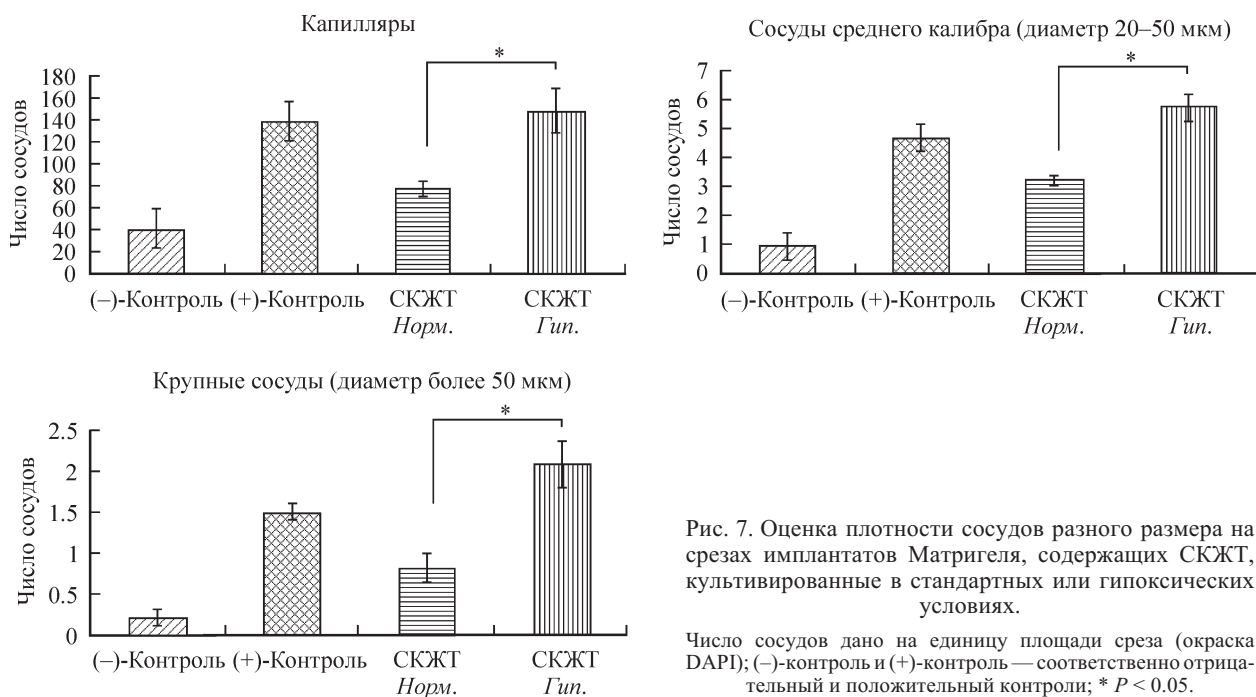 Капилляры
*
Число сосудов
180
160
140
120
100
80
60
40
20
0
(–)-Контроль (+)-Контроль СКЖТ СКЖТ
Норм. Гип.
Сосуды среднего калибра (диаметр 20–50 мкм)
*
Число сосудов
7
6
5
4
3
2
1
0
(–)-Контроль (+)-Контроль СКЖТ СКЖТ
Норм. Гип.
Крупные сосуды (диаметр более 50 мкм)
*
Число сосудов
2.5
2
1.5
1
0.5
0
(–)-Контроль (+)-Контроль СКЖТ СКЖТ
Норм. Гип.
Рис. 7. Оценка плотности сосудов разного размера на
срезах имплантатов Матригеля, содержащих СКЖТ,
культивированные в стандартных или гипоксических
условиях.
Число сосудов дано на единицу площади среза (окраска
DAPI); (–)-контроль и (+)-контроль — соответственно отрица-
тельный и положительный контроли; * P < 0.05.